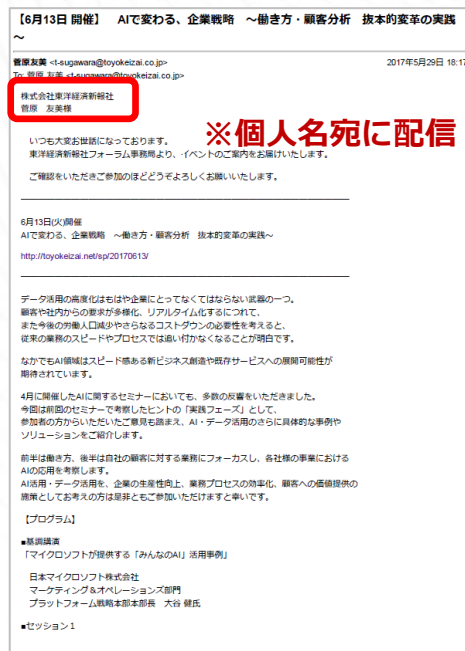 【6月13日 開催】　AIで変わる、企業戦略　～働き方・顧客分析　抜本的変革の実践
～
菅原友美 <t-sugawara@toyokeizai.co.jp>
2017年5月29日 18:17
To: 菅原 友美 <t-sugawara@toyokeizai.co.jp>
株式会社東洋経済新報社
菅原　友美様
※個人名宛に配信
いつも大変お世話になっております。
東洋経済新報社フォーラム事務局より、イベントのご案内をお届けいたします。
ご確認をいただきご参加のほどどうぞよろしくお願いいたします。
6月13日(火)開催
AIで変わる、企業戦略　～働き方・顧客分析　抜本的変革の実践～
http://toyokeizai.net/sp/20170613/
データ活用の高度化はもはや企業にとってなくてはならない武器の一つ。
顧客や社内からの要求が多様化、リアルタイム化するにつれて、
また今後の労働人口減少やさらなるコストダウンの必要性を考えると、
従来の業務のスピードやプロセスでは追い付かなくなることが明白です。
なかでもAI領域はスピード感ある新ビジネス創造や既存サービスへの展開可能性が
期待されています。
4月に開催したAIに関するセミナーにおいても、多数の反響をいただきました。
今回は前回のセミナーで考察したヒントの「実践フェーズ」として、
参加者の方からいただいたご意見も踏まえ、AI・データ活用のさらに具体的な事例や
ソリューションをご紹介します。
前半は働き方、後半は自社の顧客に対する業務にフォーカスし、各社様の事業における
AIの応用を考察します。
AI活用・データ活用を、企業の生産性向上、業務プロセスの効率化、顧客への価値提供の
施策としてお考えの方は是非ともご参加いただけますと幸いです。
【プログラム】
■基調講演
「マイクロソフトが提供する「みんなのAI」活用事例」
日本マイクロソフト株式会社
マーケティング＆オペレーションズ部門
プラットフォーム戦略本部本部長　大谷 健氏
■セッション１